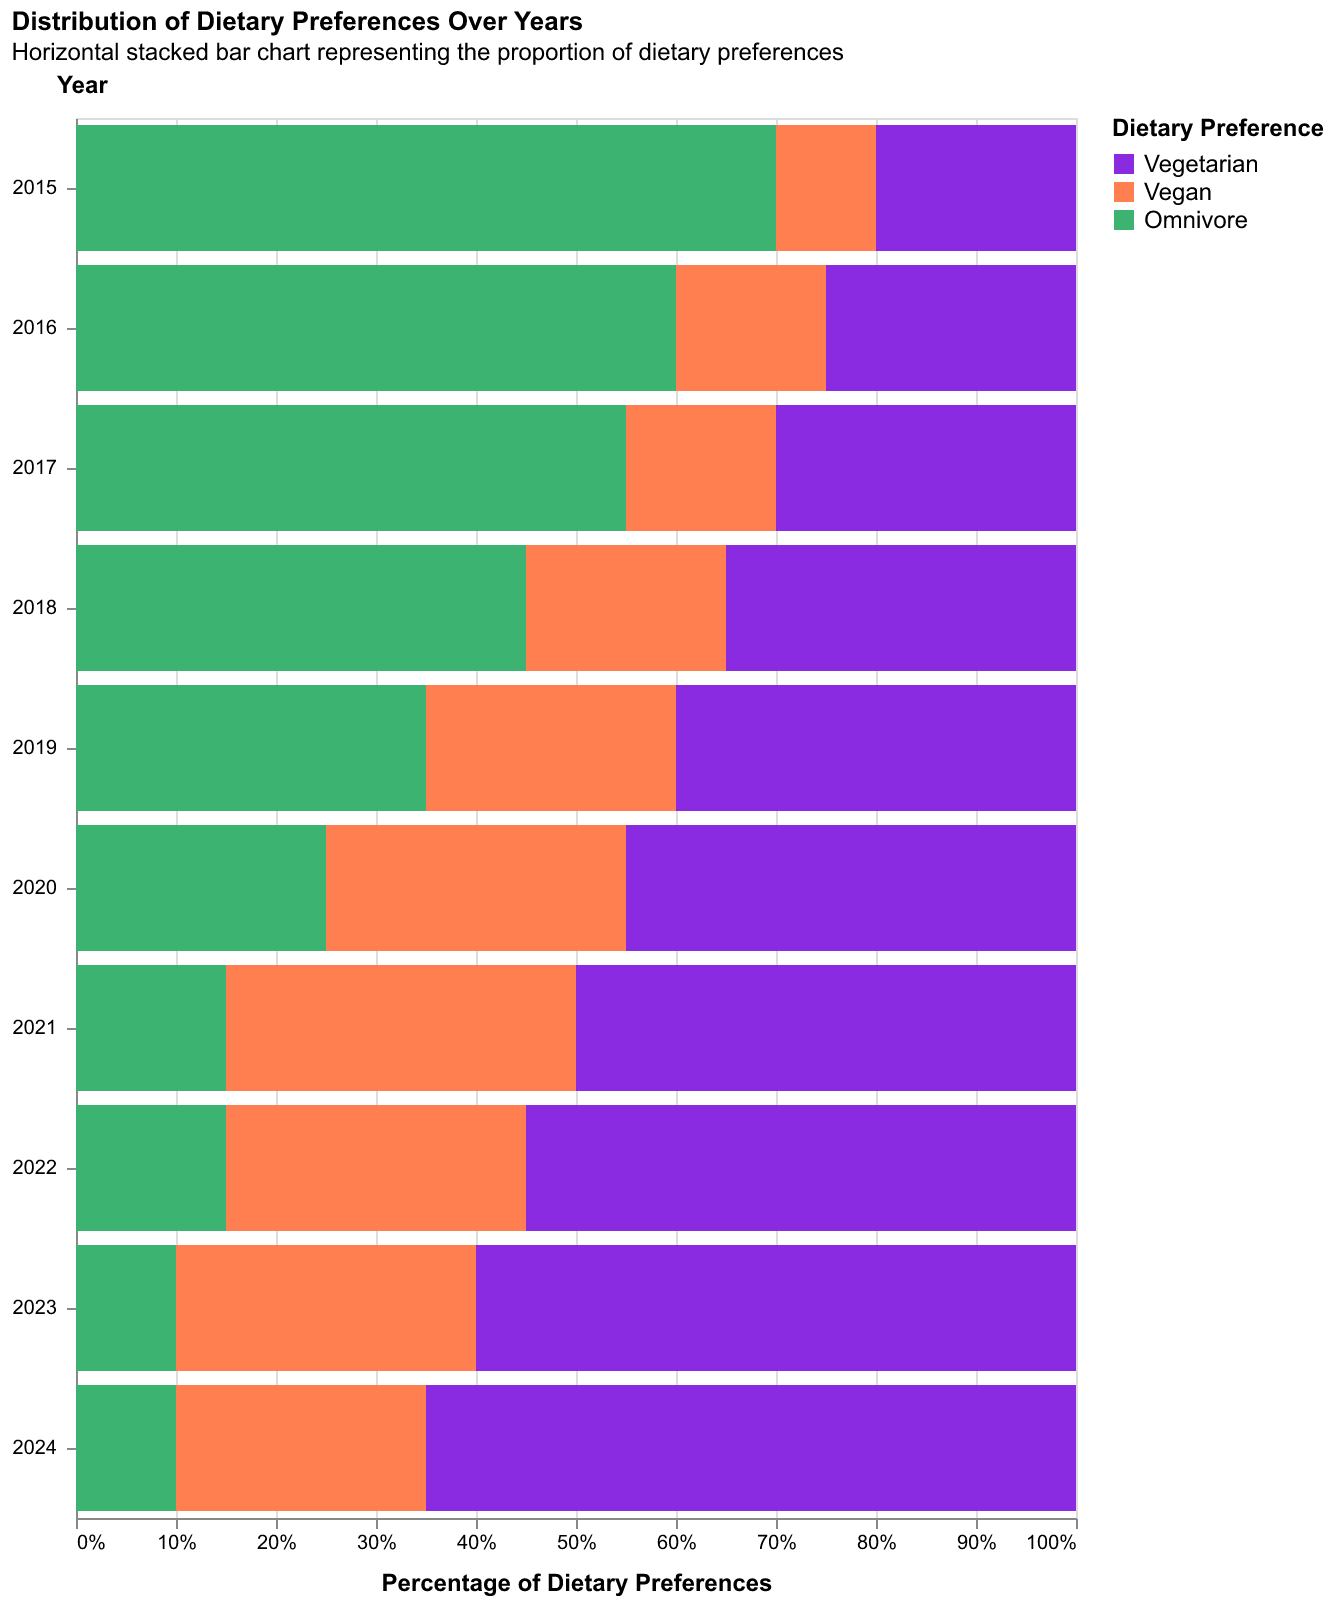 Distribution of Dietary Preferences Over Years
Horizontal stacked bar chart representing the proportion of dietary preferences
Year
Dietary Preference
Vegetarian
Vegan
Omnivore
2015
2016
2017
2018
2019
2020
2021
2022
2023
2024
0% 10% 20% 30% 40% 50% 60% 70% 80% 90% 100%
Percentage of Dietary Preferences